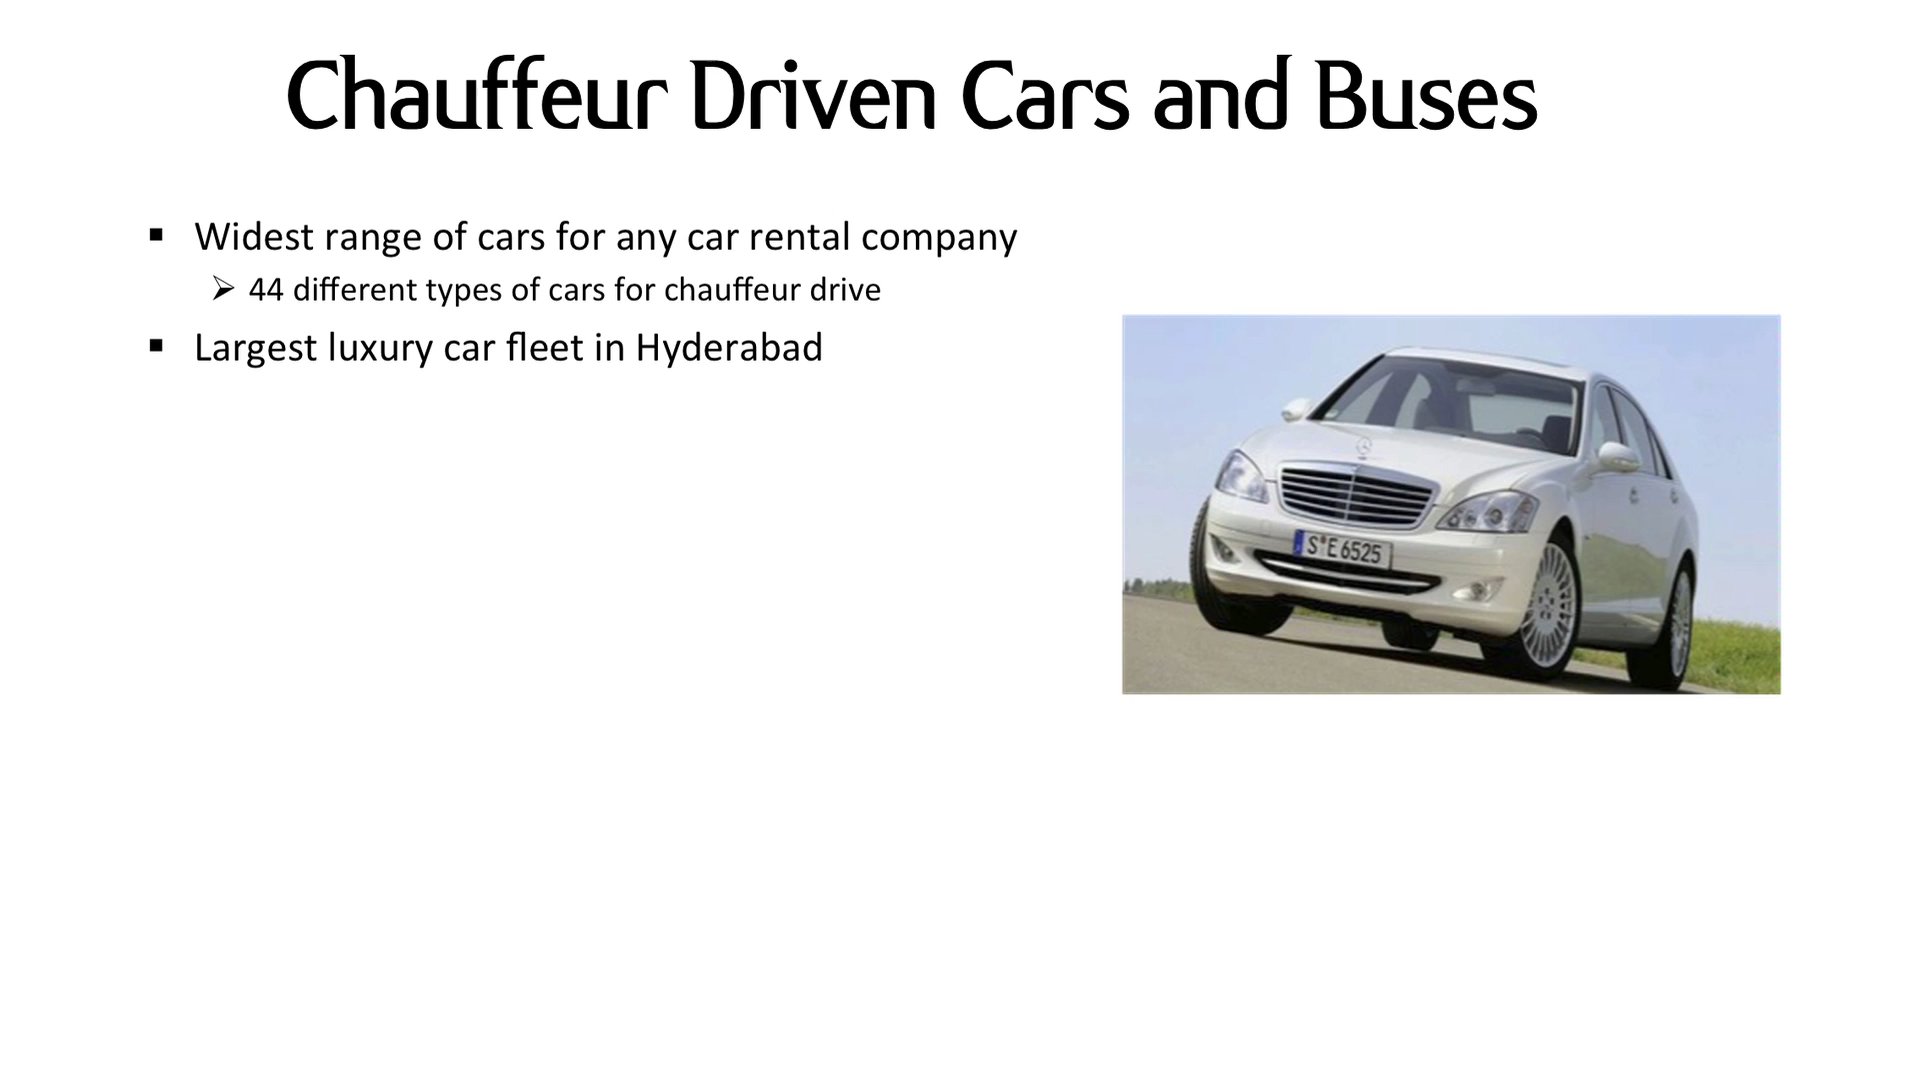 Chauffeur Driven Cars and Buses
▪ Widest range of cars for any car rental company
➢ 44 different types of cars for chauffeur drive
▪ Largest luxury car fleet in Hyderabad
S E 6525